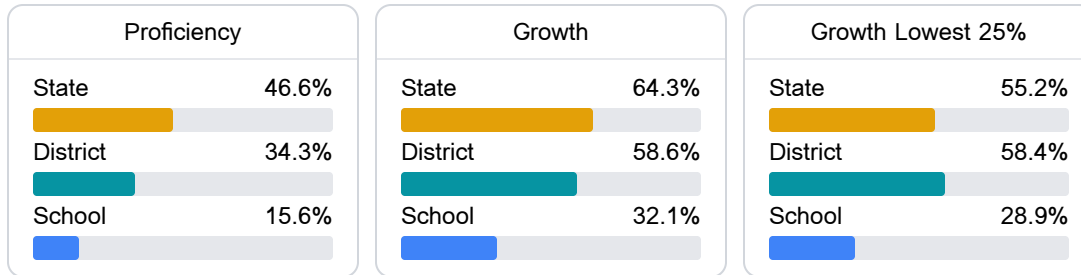 Proficiency
State 46.6%
District 34.3%
School 15.6%
Growth
State 64.3%
District 58.6%
School 32.1%
Growth Lowest 25%
State 55.2%
District 58.4%
School 28.9%